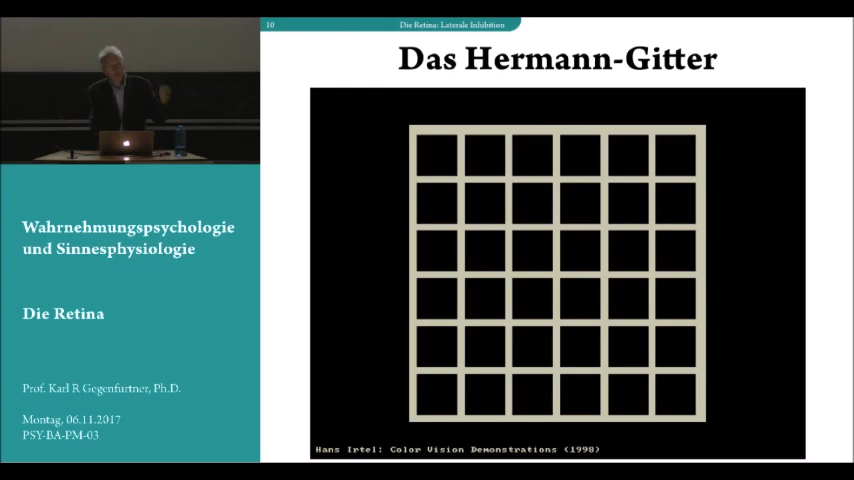 10
Die Retina: Laterale Inhibition
Das Hermann-Gitter
Wahrnehmungspsychologie
und Sinnesphysiologie
Die Retina
Prof. Karl R Gegenfurtner, Ph.D.
Montag, 06.11.2017
PSY-BA-PM-03
Hans Irtel: Color Vision Demonstrations (1998)